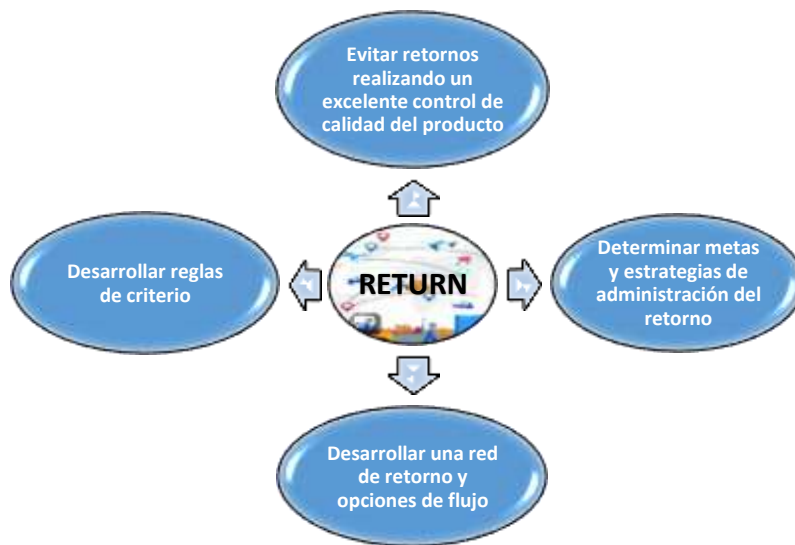 Evitar retornos
realizando un
excelente control de
calidad del producto
Desarrollar reglas
de criterio
RETURN
Determinar metas
y estrategias de
administración del
retorno
Desarrollar una red
de retorno y
opciones de flujo